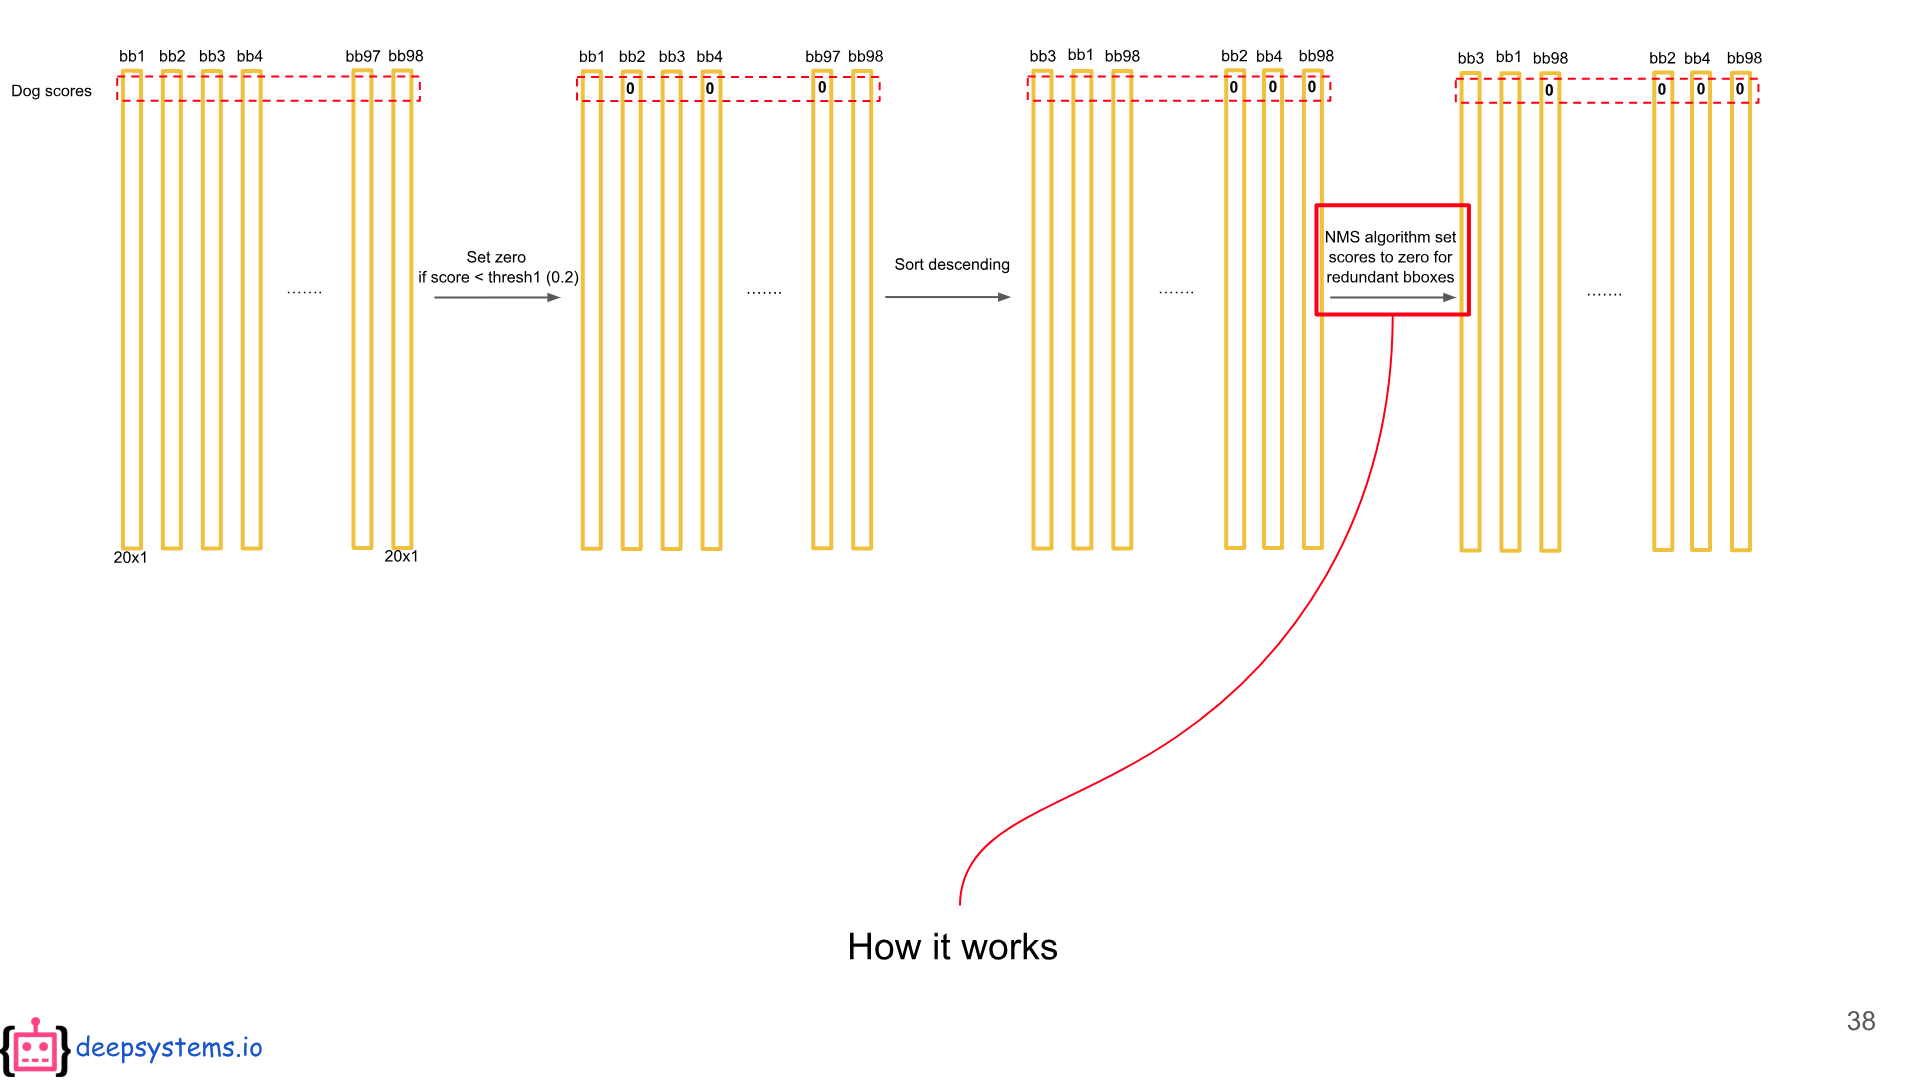 bb1 bb2 bb3 bb4 bb97 bb98
bb1 bb2 bb3 bb4 bb97 bb98
bb3 bb1 bb98 bb2 bb4 bb98
bb3 bb1 bb98 bb2 bb4 bb98
Dog scores
0 0 0
0 0 0
0 0 0 0
Set zero
if score < thresh1 (0.2)
Sort descending
NMS algorithm set
scores to zero for
redundant bboxes
.......
.......
.......
.......
20x1 20x1
How it works
38
{ } deepsystems.io